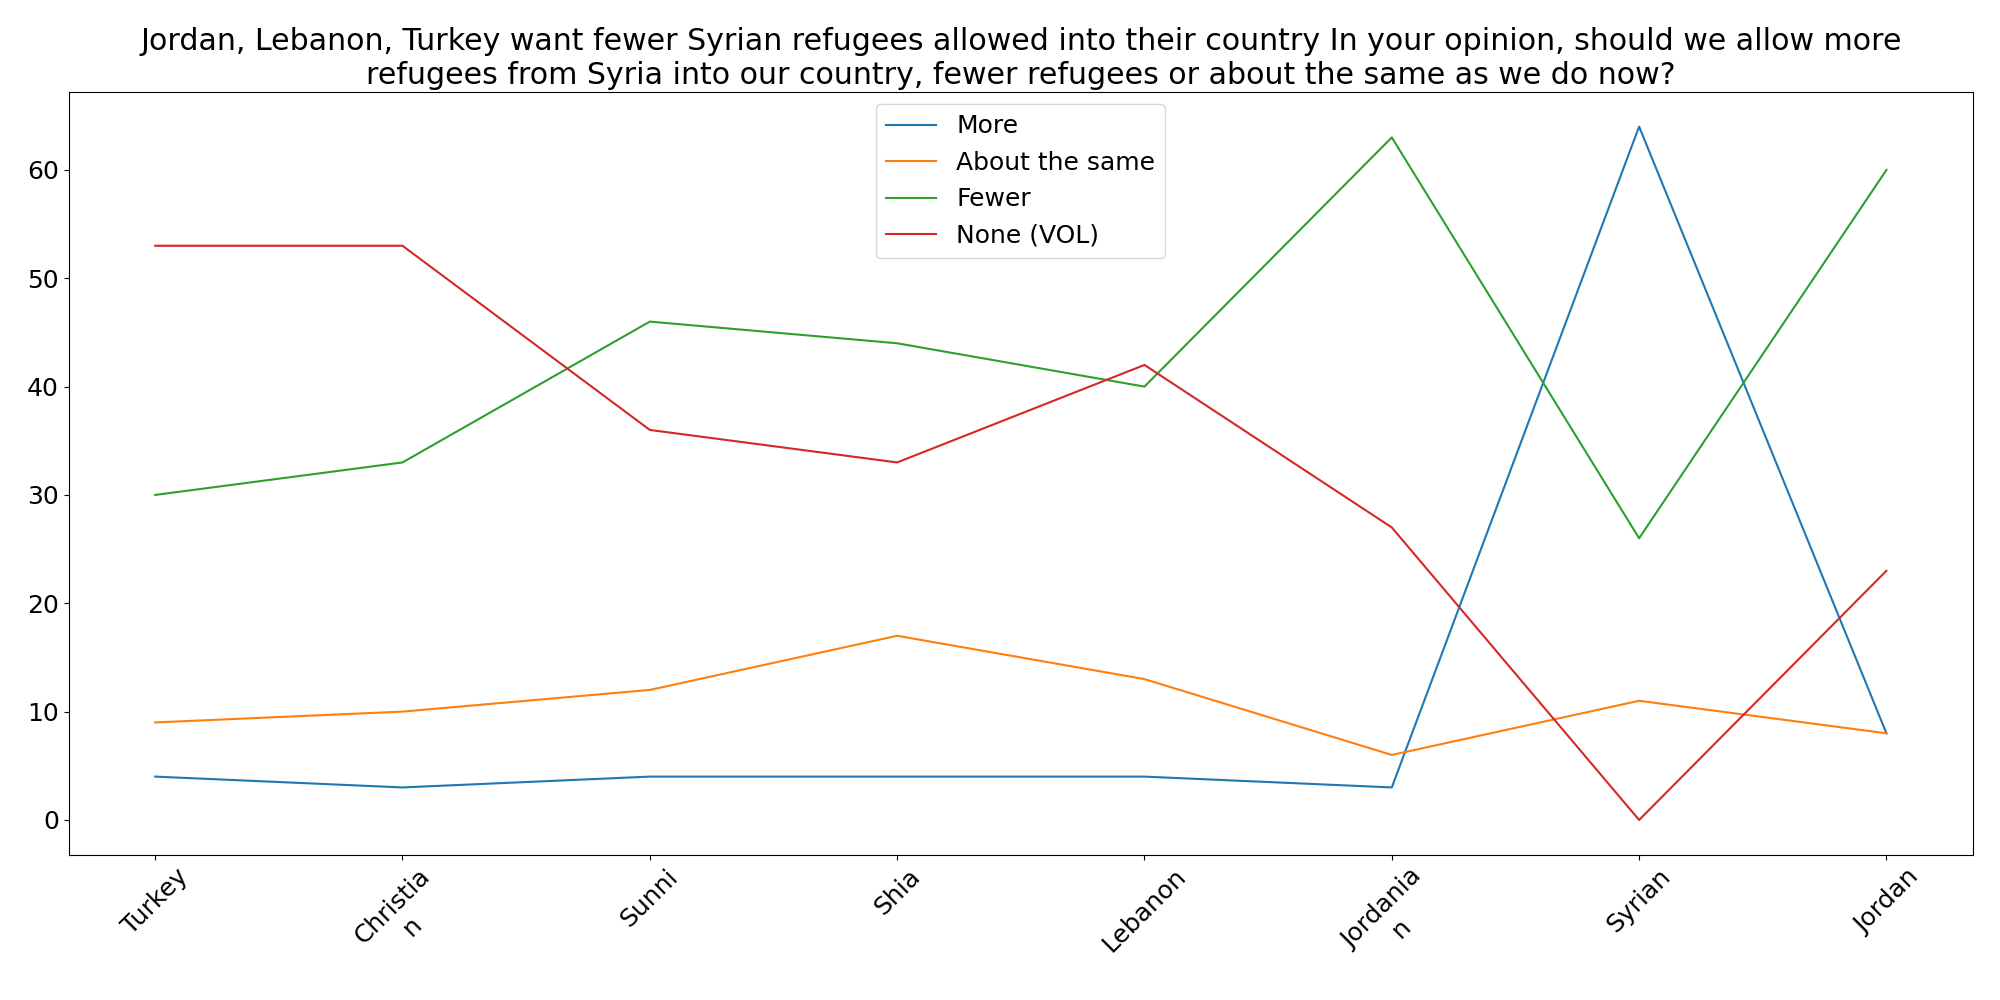 Jordan, Lebanon, Turkey want fewer Syrian refugees allowed into their country In your opinion, should we allow more
refugees from Syria into our country, fewer refugees or about the same as we do now?
More
About the same
Fewer
None (VOL)
60
50
40
30
20
10
0
Turkey
Christia
n
Sunni
Shia
Lebanon
Jordania
n
Syrian
Jordan